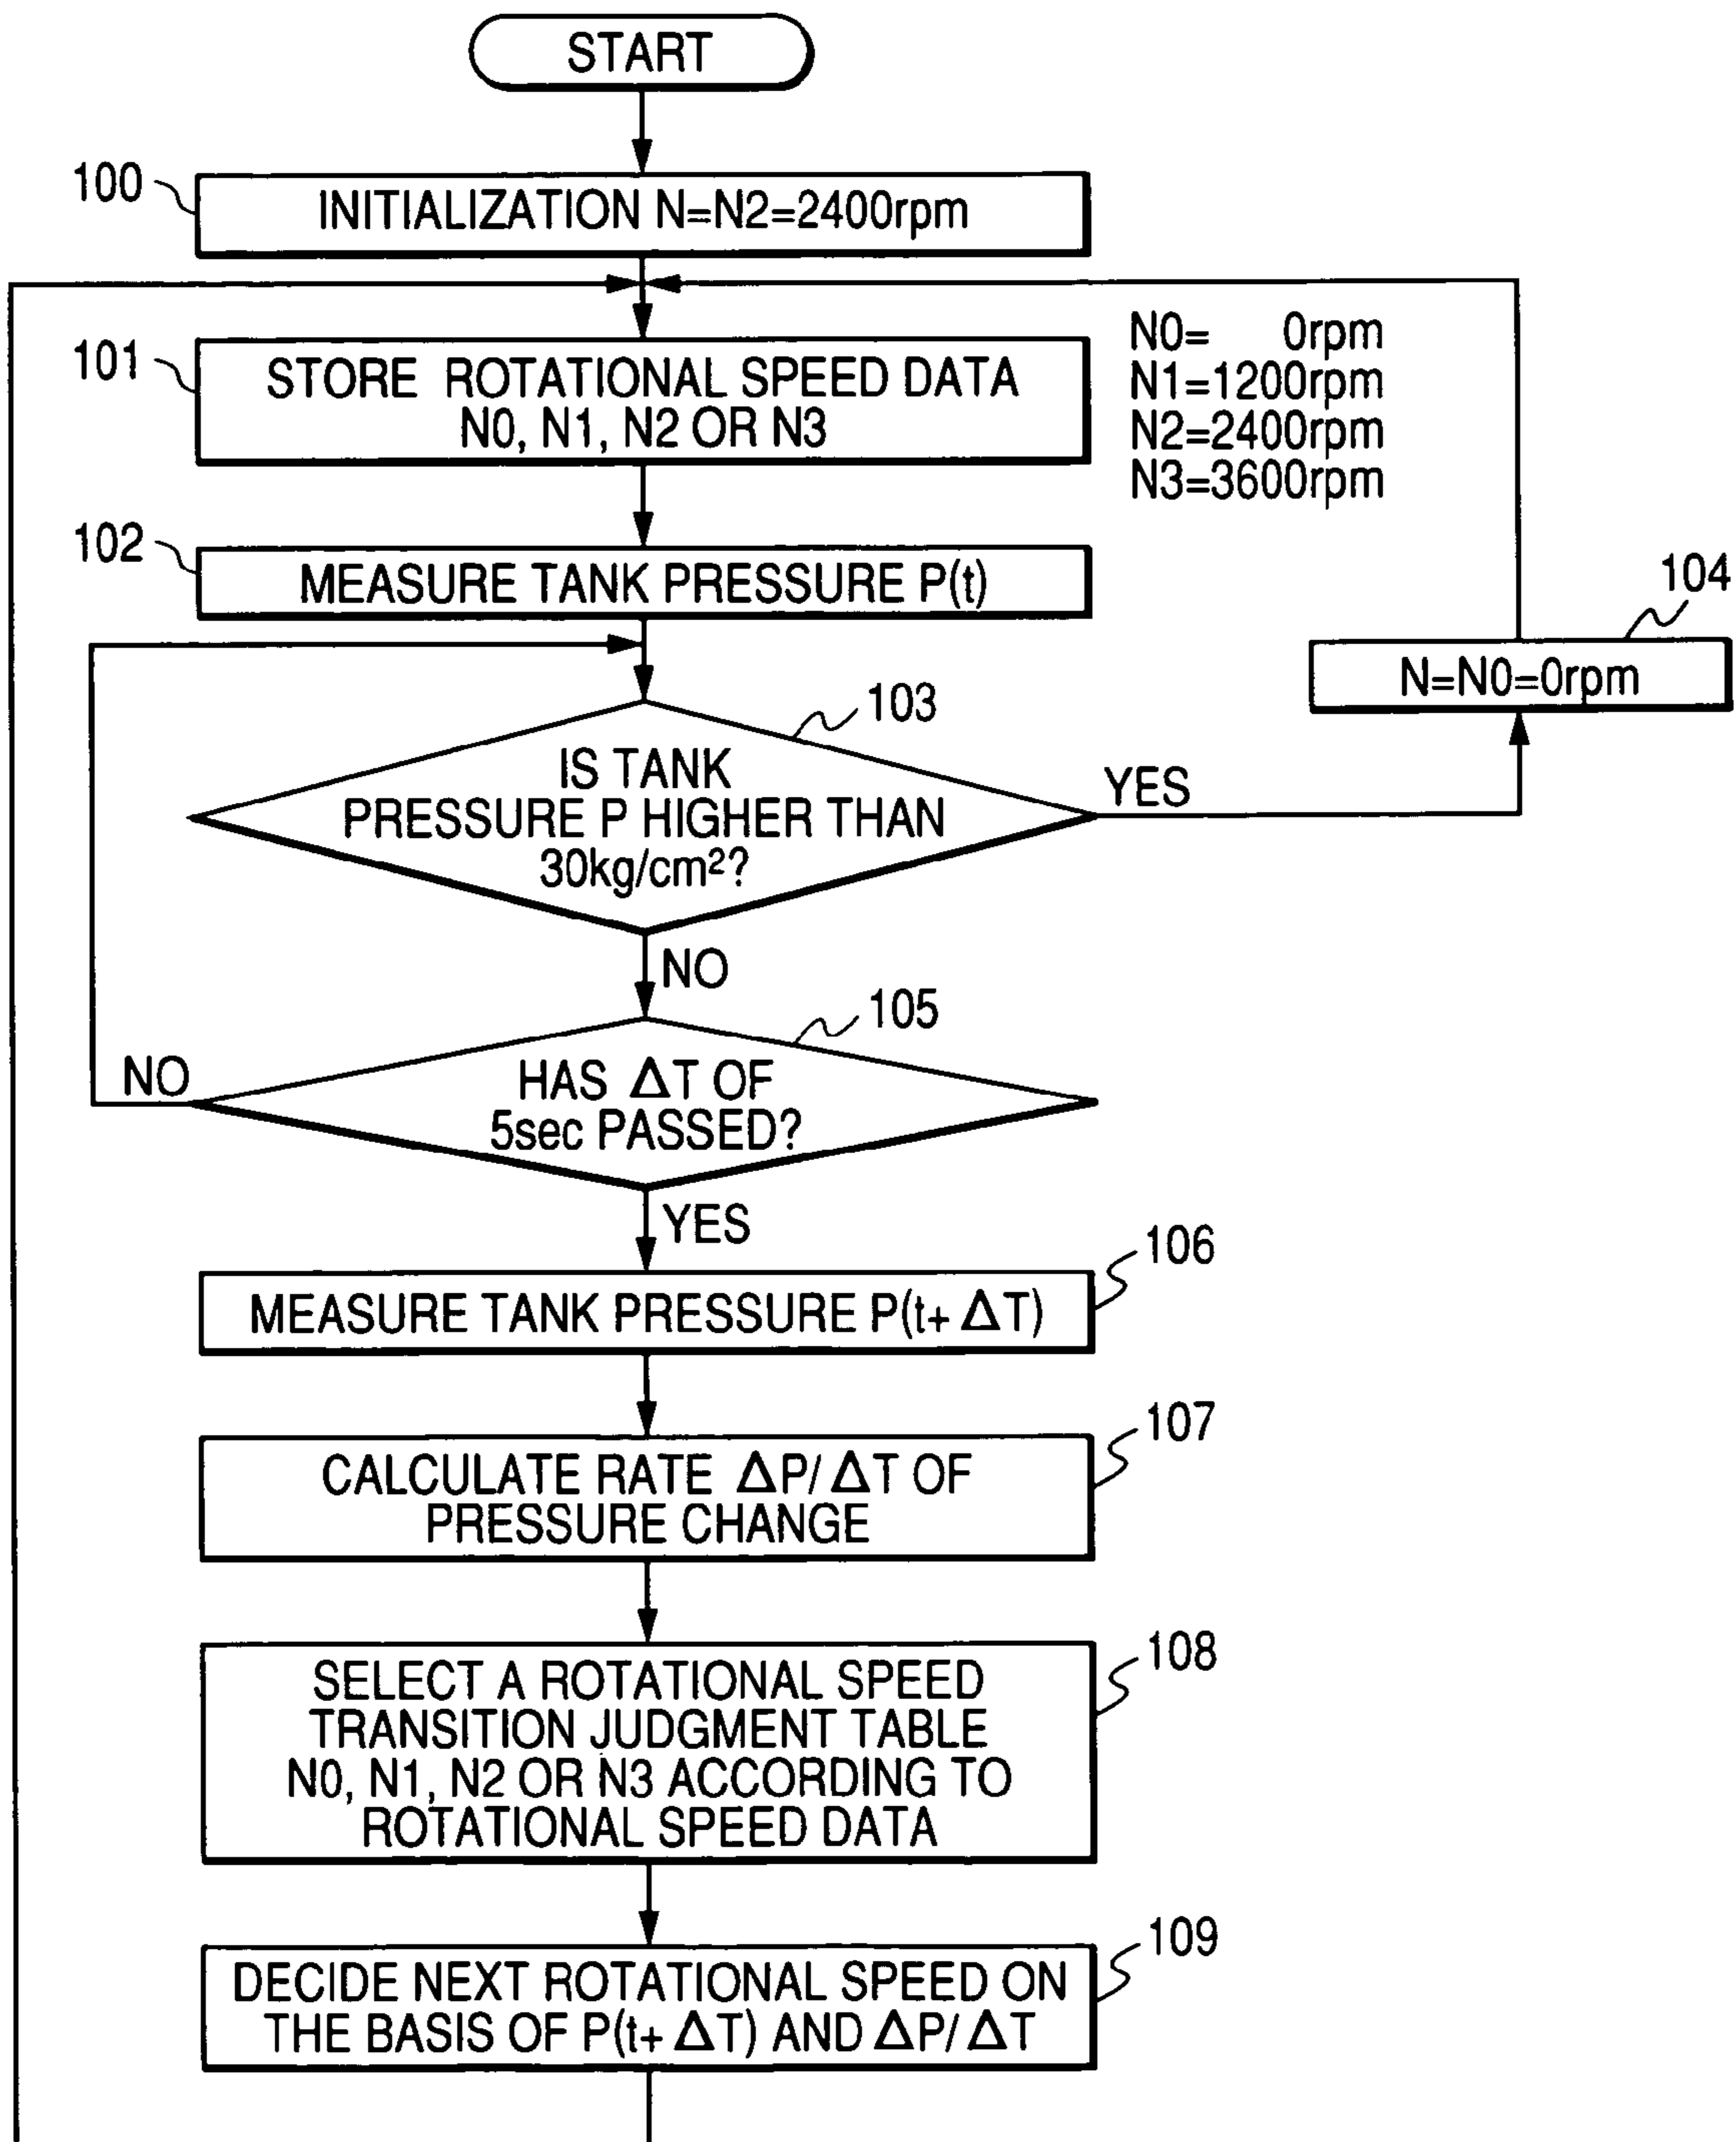 START
100
INITIALIZATION N=N2=2400rpm
101
STORE ROTATIONAL SPEED DATA
N0, N1, N2 OR N3
N0= 0rpm
N1=1200rpm
N2=2400rpm
N3=3600rpm
102
MEASURE TANK PRESSURE P(t)
104
N=N0=0rpm
103
IS TANK
PRESSURE P HIGHER THAN
30kg/cm²?
YES
NO
105
HAS ΔT OF
5sec PASSED?
NO
YES
106
MEASURE TANK PRESSURE P(t+ ΔT)
107
CALCULATE RATE ΔP/ΔT OF
PRESSURE CHANGE
108
SELECT A ROTATIONAL SPEED
TRANSITION JUDGMENT TABLE
N0, N1, N2 OR N3 ACCORDING TO
ROTATIONAL SPEED DATA
109
DECIDE NEXT ROTATIONAL SPEED ON
THE BASIS OF P(t+ ΔT) AND ΔP/ΔT